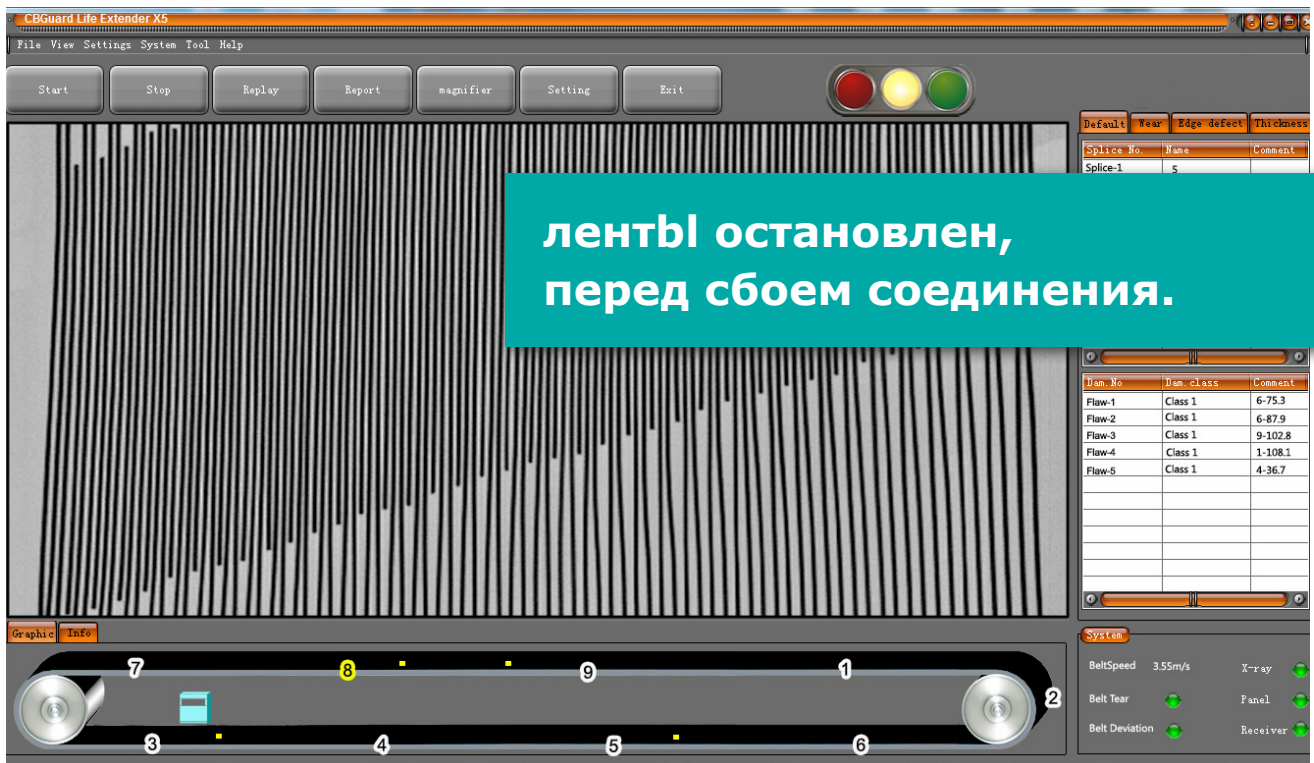 CBGuard Life Extender X5
File View Settings System Tool Help
Start Stop Replay Report magnifier Setting Exit
Default Wear Edge defect Thickness
Splice No. Name Comment
Splice-1 5
лентbl остановлен,
перед сбоем соединения.
Dam.No Dam.class Comment
Flaw-1 Class 1 6-75.3
Flaw-2 Class 1 6-87.9
Flaw-3 Class 1 9-102.8
Flaw-4 Class 1 1-108.1
Flaw-5 Class 1 4-36.7
Graphic Info
System
7 8 9 1
2
3 4 5 6
BeltSpeed 3.55m/s X-ray
Belt Tear Panel
Belt Deviation Receiver